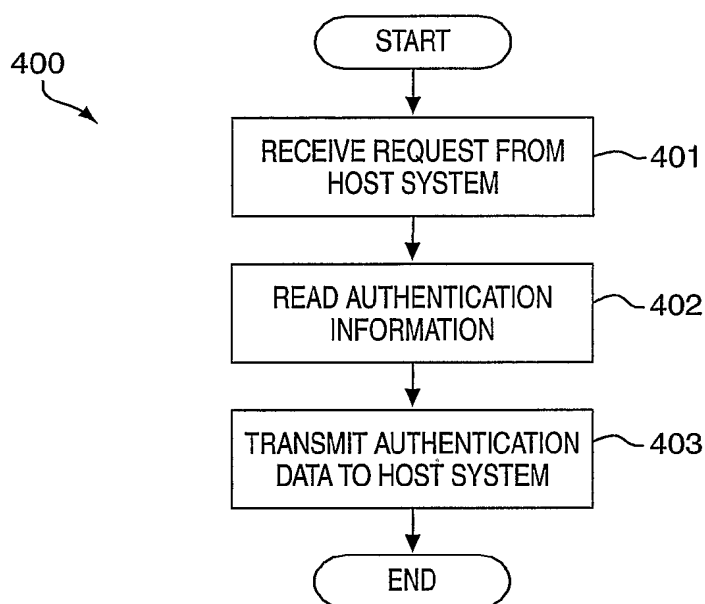 START
400
RECEIVE REQUEST FROM
HOST SYSTEM
401
READ AUTHENTICATION
INFORMATION
402
TRANSMIT AUTHENTICATION
DATA TO HOST SYSTEM
403
END